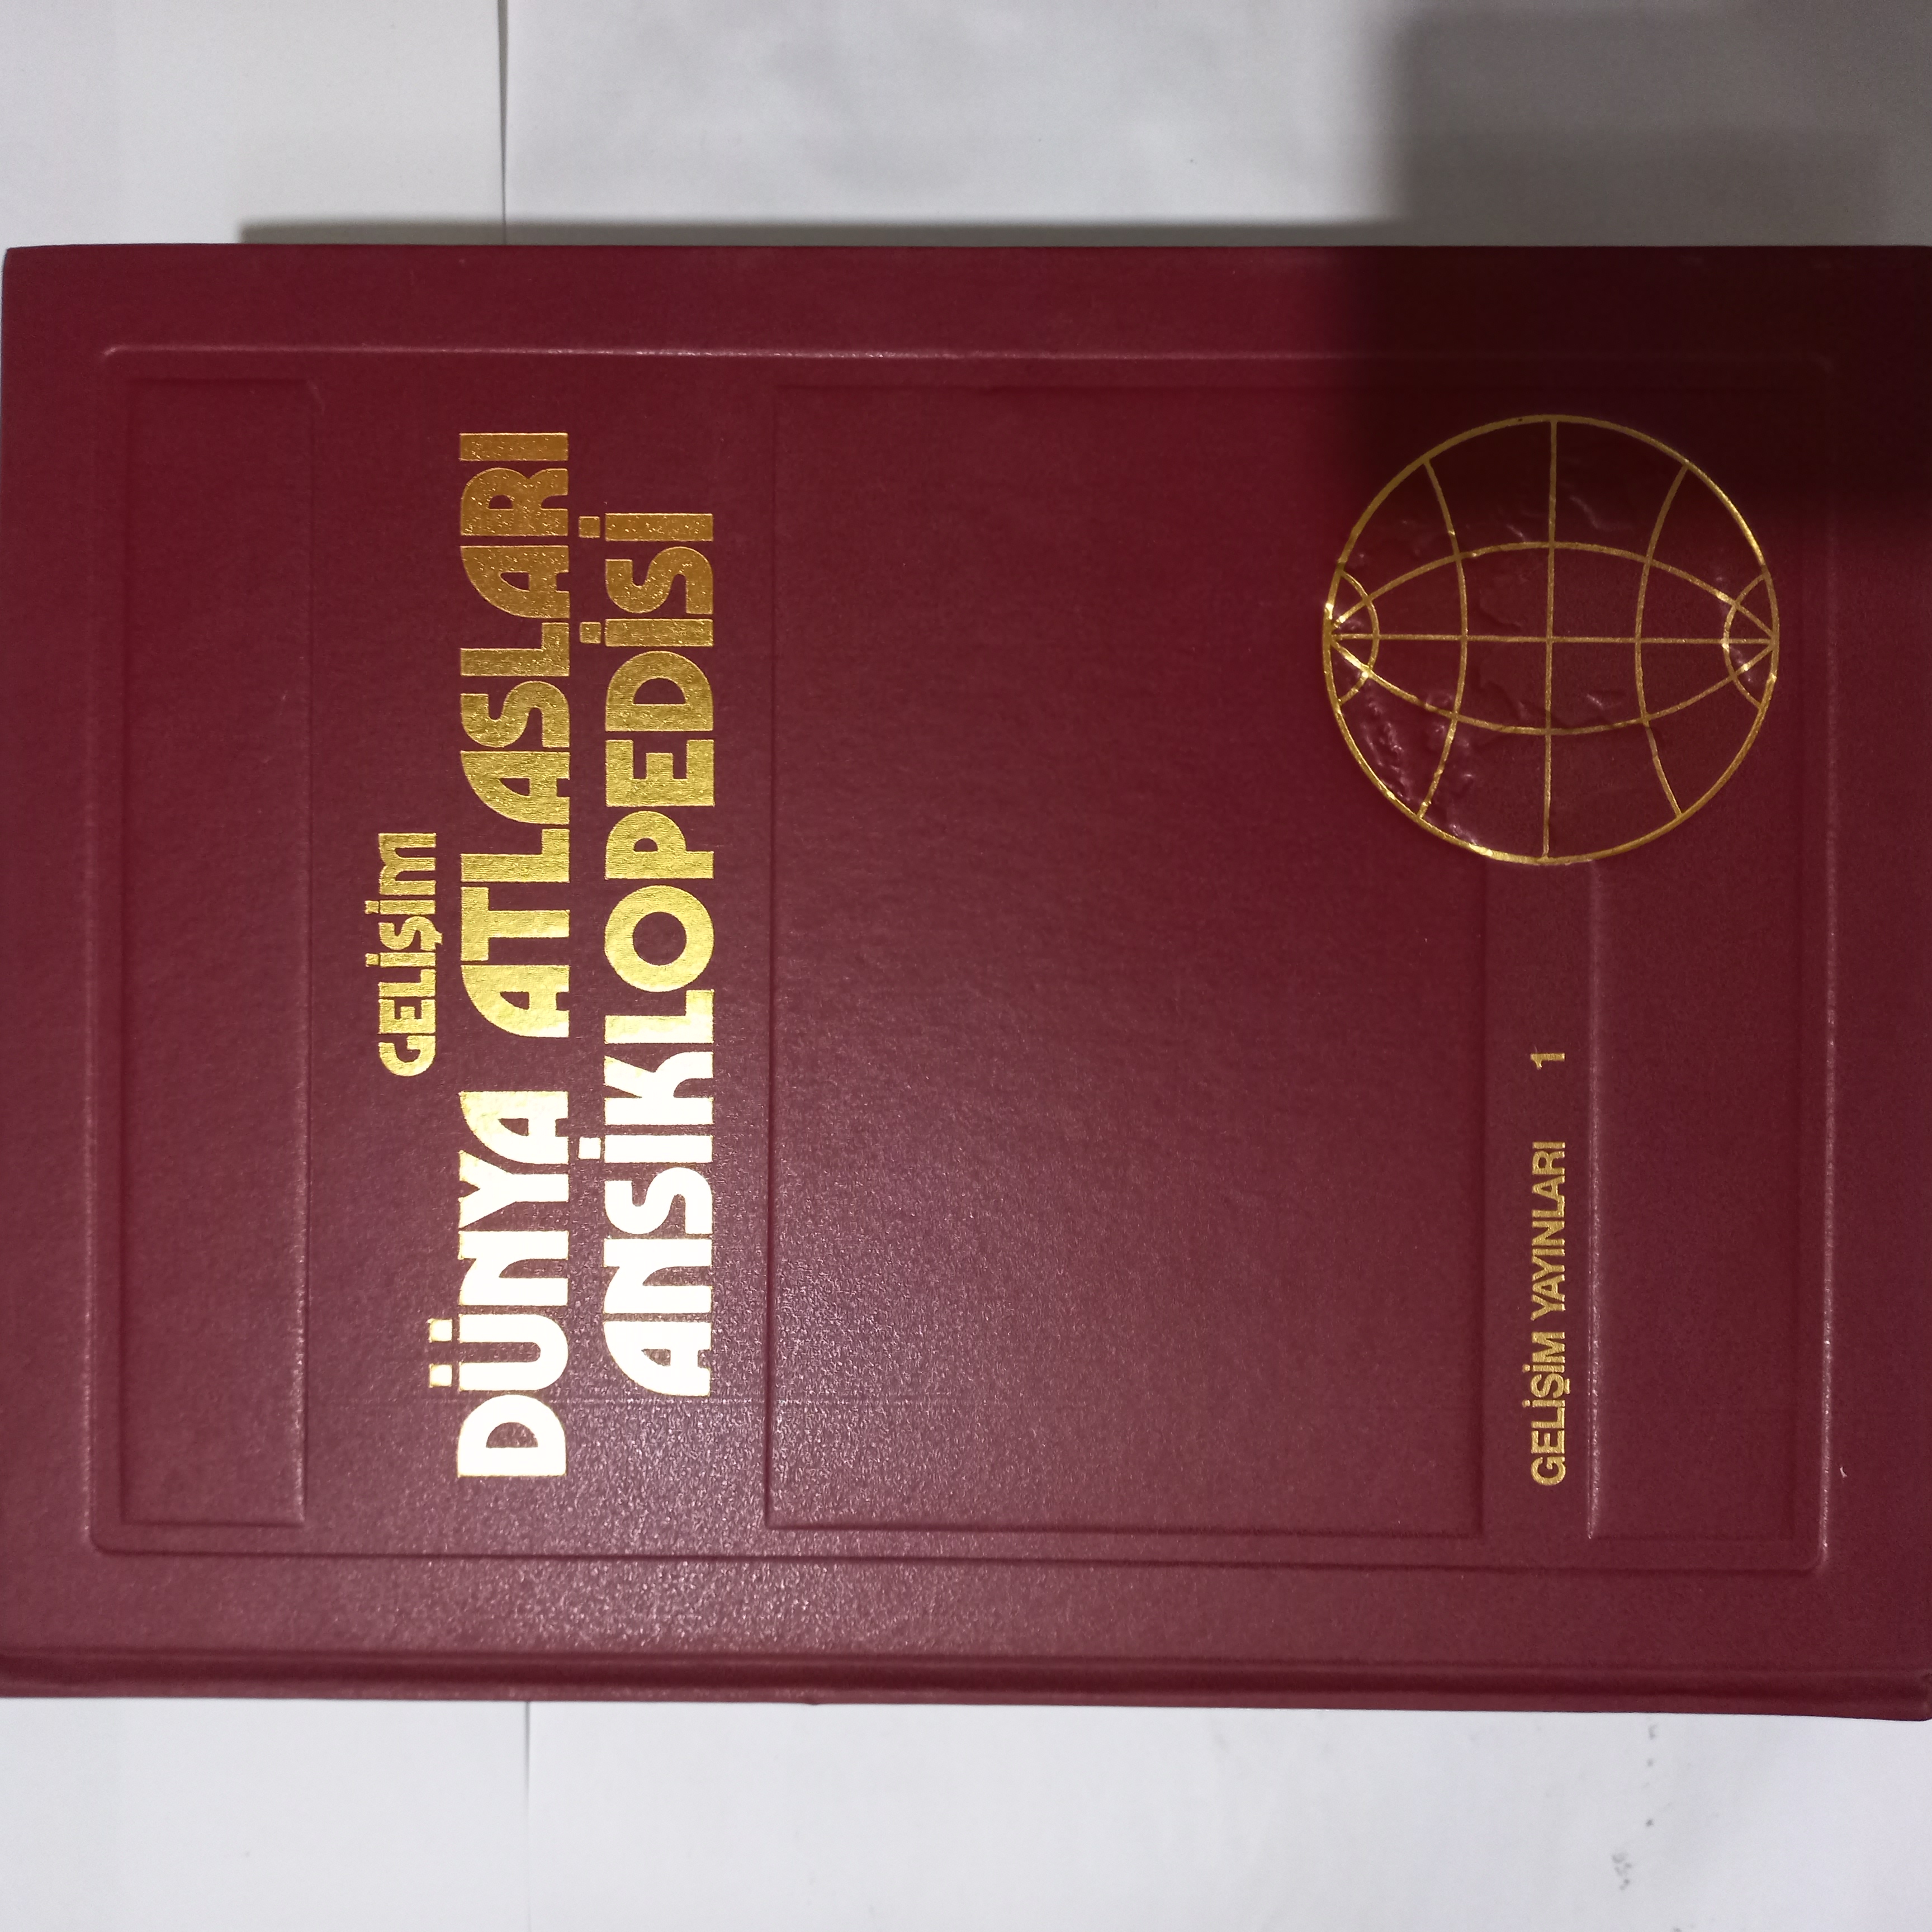 GELİŞİM
DÜNYA ATLASLARI
ANSİKLOPEDİSİ
GELİŞİM YAYINLARI 1